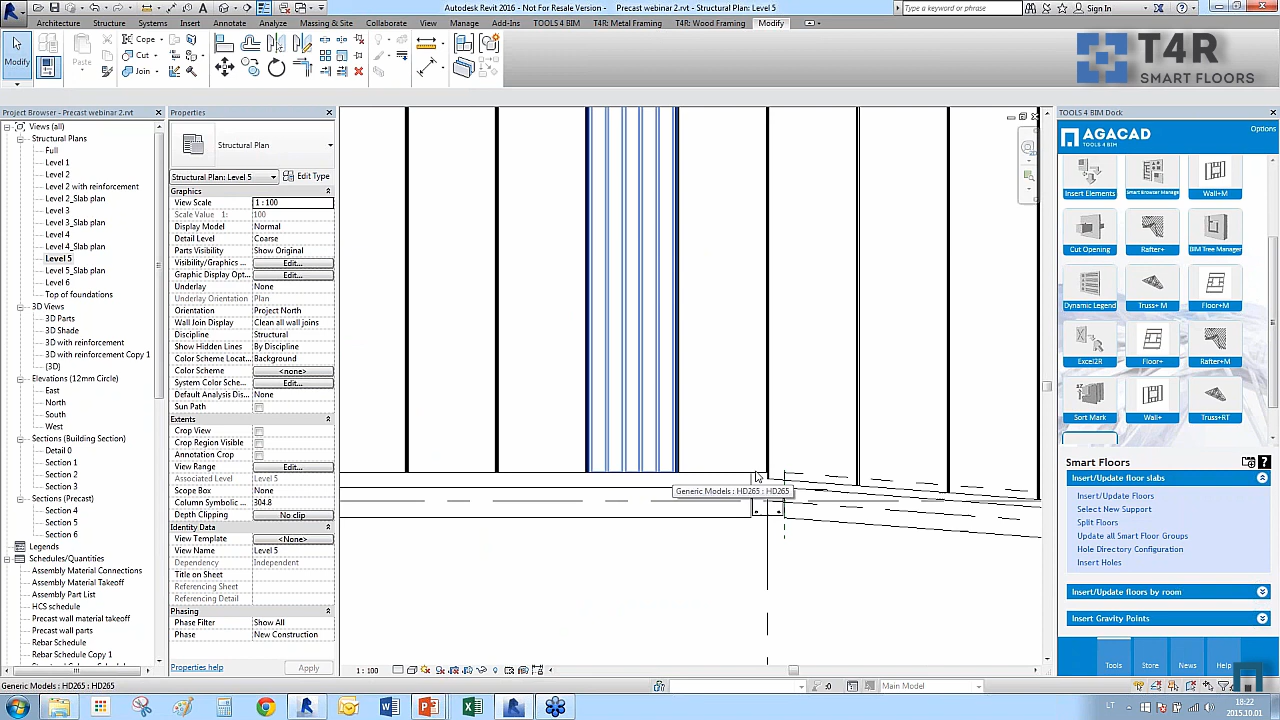 Autodesk Revit 2016 - Not For Resale Version - Precast webinar 2.rvt - Structural Plan: Level 5
Type a keyword or phrase
Sign In
Architecture Structure Systems Insert Annotate Analyze Massing & Site Collaborate View Manage Add-Ins TOOLS 4 BIM T4R: Metal Framing T4R: Wood Framing Modify
Modify
Paste
Cope
Cut
Join
T4R
SMART FLOORS
Project Browser - Precast webinar 2.rvt
Views (all)
Structural Plans
Full
Level 1
Level 2
Level 2 with reinforcement
Level 2_Slab plan
Level 3
Level 3_Slab plan
Level 4
Level 4_Slab plan
Level 5
Level 5_Slab plan
Level 6
Top of foundations
3D Views
3D Parts
3D Shade
3D with reinforcement
3D with reinforcement Copy 1
{3D}
Elevations (12mm Circle)
East
North
South
West
Sections (Building Section)
Detail 0
Section 1
Section 2
Section 3
Sections (Precast)
Section 4
Section 5
Section 6
Legends
Schedules/Quantities
Assembly Material Connections
Assembly Material Takeoff
Assembly Part List
HCS schedule
Precast wall material takeoff
Precast wall parts
Rebar Schedule
Rebar Schedule Copy 1
Properties
Structural Plan
Structural Plan: Level 5
Edit Type
Graphics
View Scale 1 : 100
Scale Value 1: 100
Display Model Normal
Detail Level Coarse
Parts Visibility Show Original
Visibility/Graphics ... Edit...
Graphic Display Opt... Edit...
Underlay None
Underlay Orientation Plan
Orientation Project North
Wall Join Display Clean all wall joins
Discipline Structural
Show Hidden Lines By Discipline
Color Scheme Locat... Background
Color Scheme <none>
System Color Sche... Edit...
Default Analysis Dis... None
Sun Path
Extents
Crop View
Crop Region Visible
Annotation Crop
View Range Edit...
Associated Level Level 5
Scope Box None
Column Symbolic ... 304.8
Depth Clipping No clip
Identity Data
View Template <None>
View Name Level 5
Dependency Independent
Title on Sheet
Referencing Sheet
Referencing Detail
Phasing
Phase Filter Show All
Phase New Construction
Properties help
Apply
Generic Models : HD265 : HD265
1 : 100
TOOLS 4 BIM Dock
AGACAD
TOOLS 4 BIM
Options
Insert Elements Smart Browser Manager Wall+M
Cut Opening Rafter+ BIM Tree Manager
Dynamic Legend Truss+ M Floor+M
Excel2R Floor+ Rafter+M
Sort Mark Wall+ Truss+RT
Smart Floors
Insert/Update floor slabs
Insert/Update Floors
Select New Support
Split Floors
Update all Smart Floor Groups
Hole Directory Configuration
Insert Holes
Insert/Update floors by room
Insert Gravity Points
Tools Store News Help
Generic Models : HD265 : HD265
:0
Main Model
LT
18:22
2015.10.01